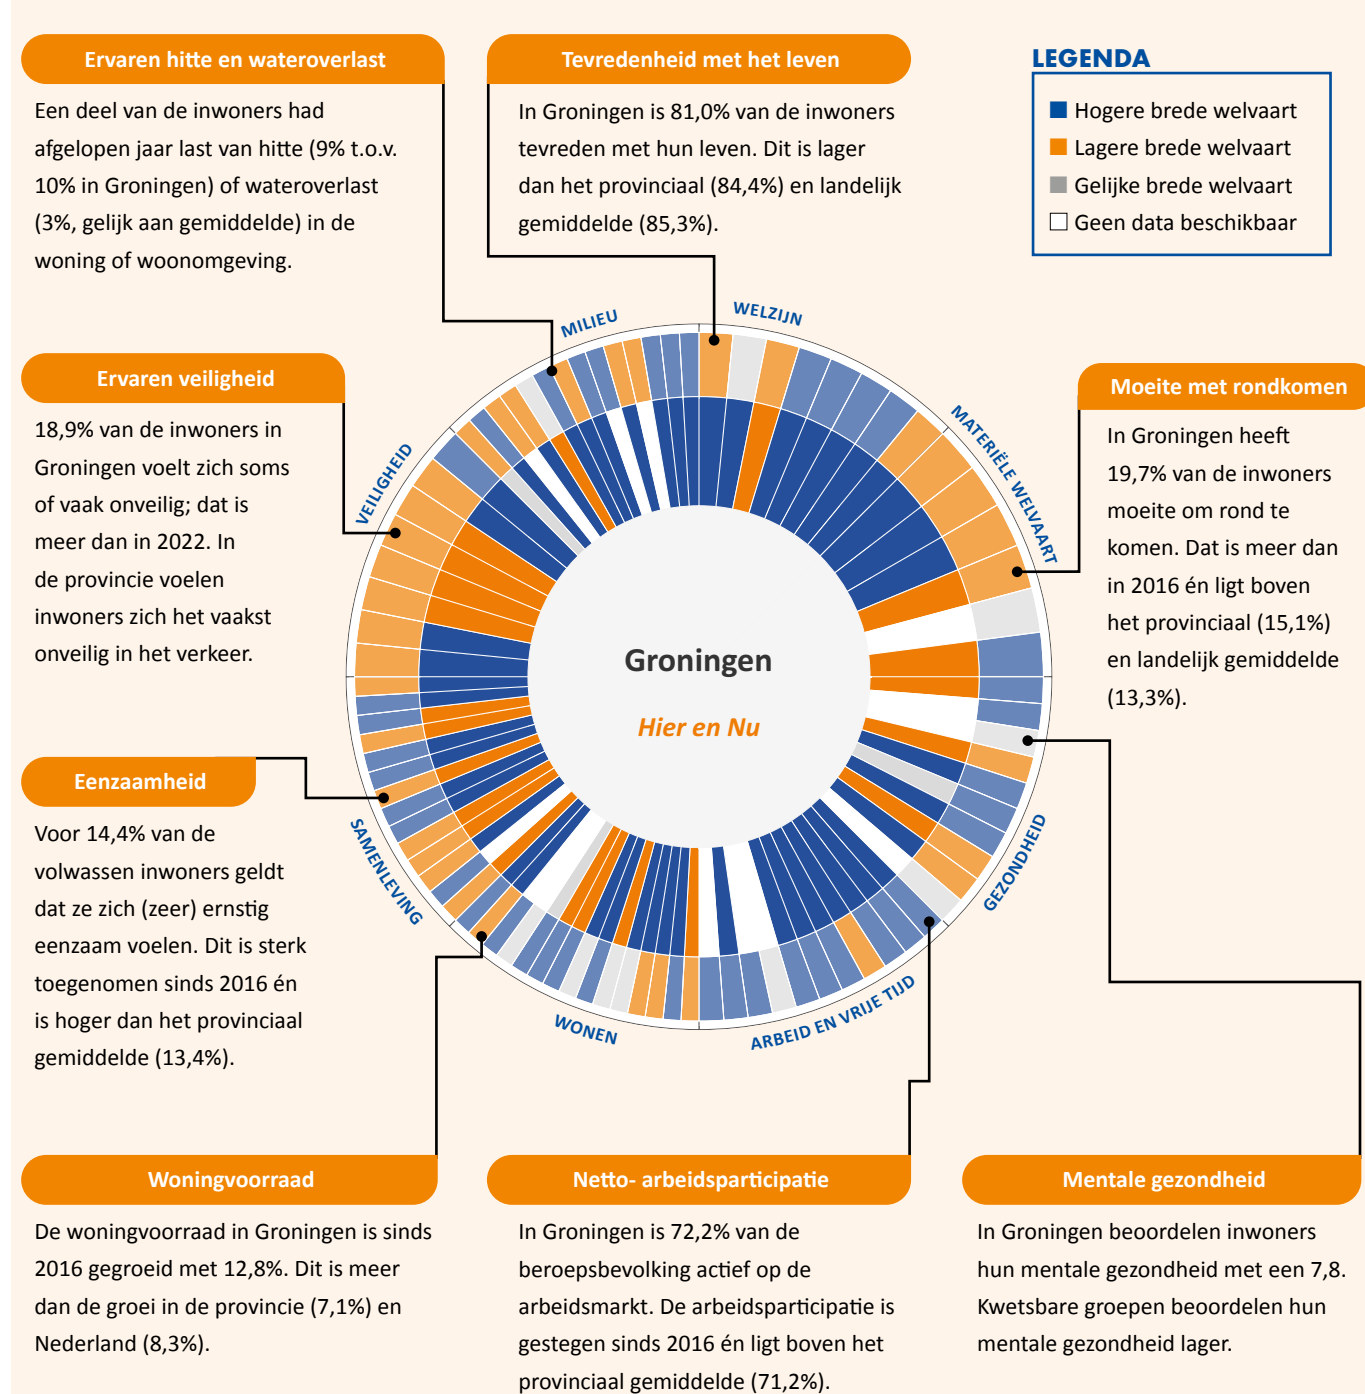 Ervaren hitte en wateroverlast
Een deel van de inwoners had
afgelopen jaar last van hitte (9% t.o.v.
10% in Groningen) of wateroverlast
(3%, gelijk aan gemiddelde) in de
woning of woonomgeving.
Tevredenheid met het leven
In Groningen is 81,0% van de inwoners
tevreden met hun leven. Dit is lager
dan het provinciaal (84,4%) en landelijk
gemiddelde (85,3%).
LEGENDA
Hogere brede welvaart
Lagere brede welvaart
Gelijke brede welvaart
Geen data beschikbaar
MILIEU
WELZIJN
MATERIËLE WELVAART
GEZONDHEID
ARBEID EN VRIJE TIJD
WONEN
SAMENLEVING
VEILIGHEID
Groningen
Hier en Nu
Ervaren veiligheid
18,9% van de inwoners in
Groningen voelt zich soms
of vaak onveilig; dat is
meer dan in 2022. In
de provincie voelen
inwoners zich het vaakst
onveilig in het verkeer.
Moeite met rondkomen
In Groningen heeft
19,7% van de inwoners
moeite om rond te
komen. Dat is meer dan
in 2016 én ligt boven
het provinciaal (15,1%)
en landelijk gemiddelde
(13,3%).
Eenzaamheid
Voor 14,4% van de
volwassen inwoners geldt
dat ze zich (zeer) ernstig
eenzaam voelen. Dit is sterk
toegenomen sinds 2016 én
is hoger dan het provinciaal
gemiddelde (13,4%).
Woningvoorraad
De woningvoorraad in Groningen is sinds
2016 gegroeid met 12,8%. Dit is meer
dan de groei in de provincie (7,1%) en
Nederland (8,3%).
Netto- arbeidsparticipatie
In Groningen is 72,2% van de
beroepsbevolking actief op de
arbeidsmarkt. De arbeidsparticipatie is
gestegen sinds 2016 én ligt boven het
provinciaal gemiddelde (71,2%).
Mentale gezondheid
In Groningen beoordelen inwoners
hun mentale gezondheid met een 7,8.
Kwetsbare groepen beoordelen hun
mentale gezondheid lager.